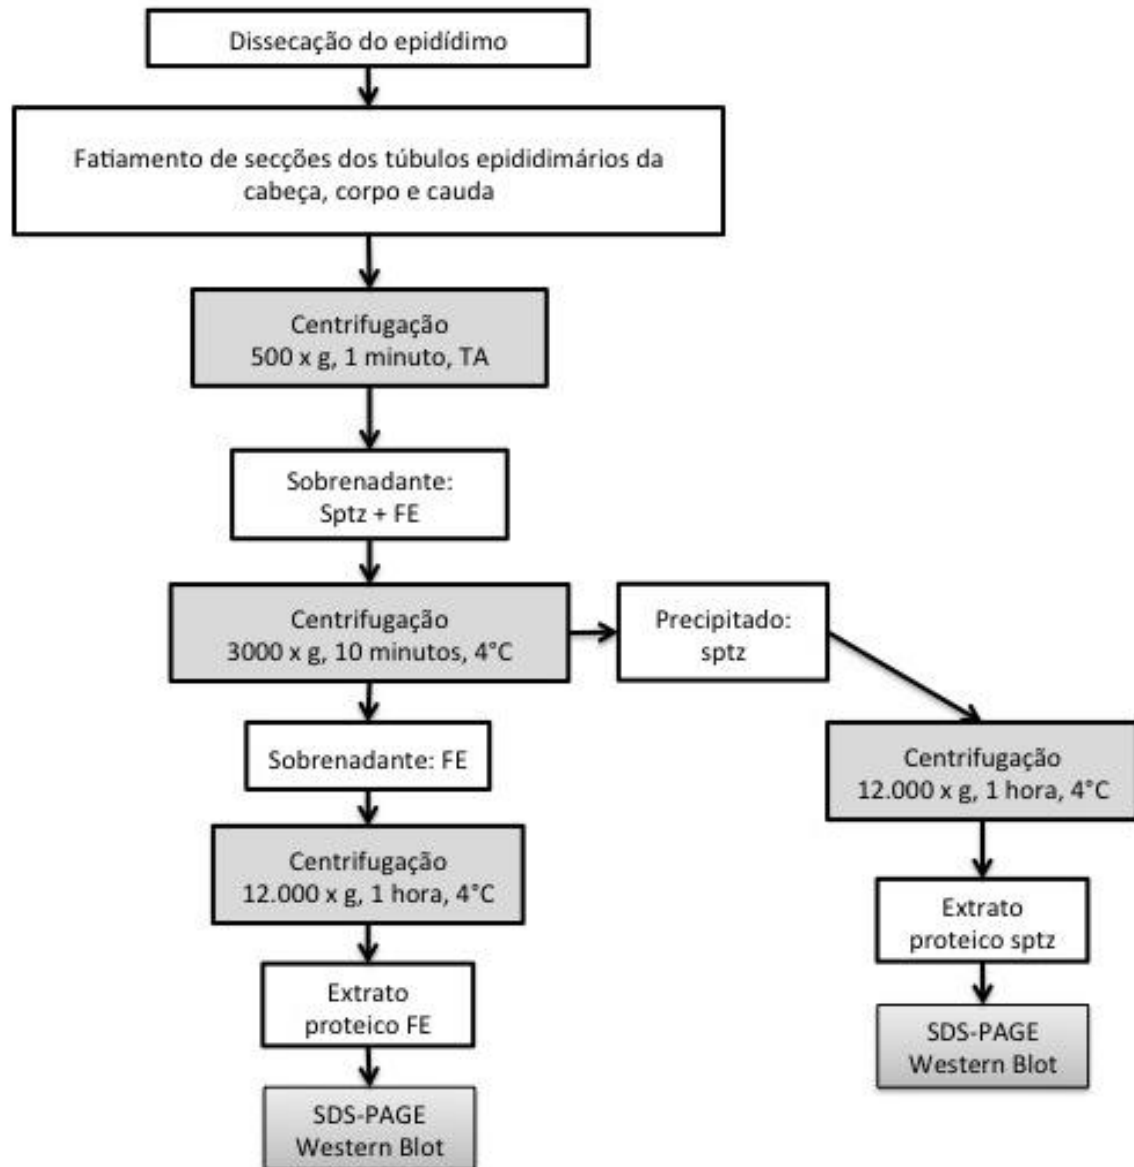 Dissecação do epidídimo
Fatiamento de secções dos túbulos epididimários da
cabeça, corpo e cauda
Centrifugação
500 x g, 1 minuto, TA
Sobrenadante:
Sptz + FE
Centrifugação
3000 x g, 10 minutos, 4°C
Precipitado:
sptz
Sobrenadante: FE
Centrifugação
12.000 x g, 1 hora, 4°C
Extrato
proteico FE
SDS-PAGE
Western Blot
Centrifugação
12.000 x g, 1 hora, 4°C
Extrato
proteico sptz
SDS-PAGE
Western Blot